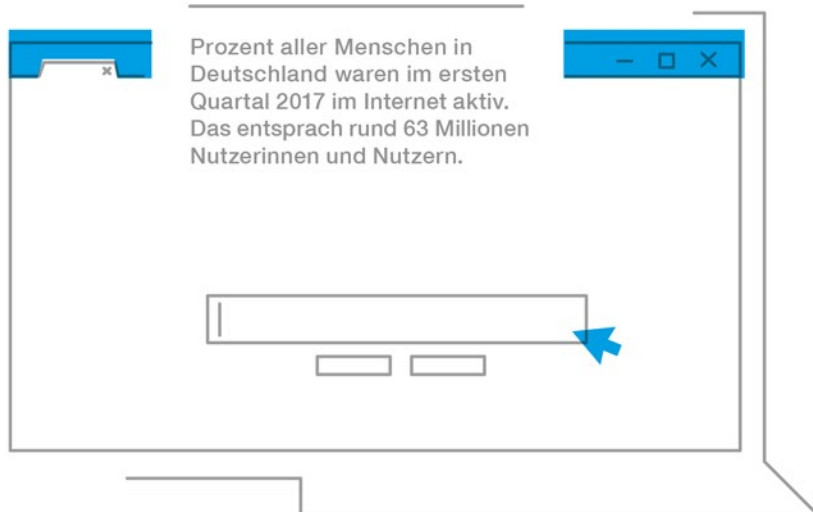 Prozent aller Menschen in
Deutschland waren im ersten
Quartal 2017 im Internet aktiv.
Das entsprach rund 63 Millionen
Nutzerinnen und Nutzern.